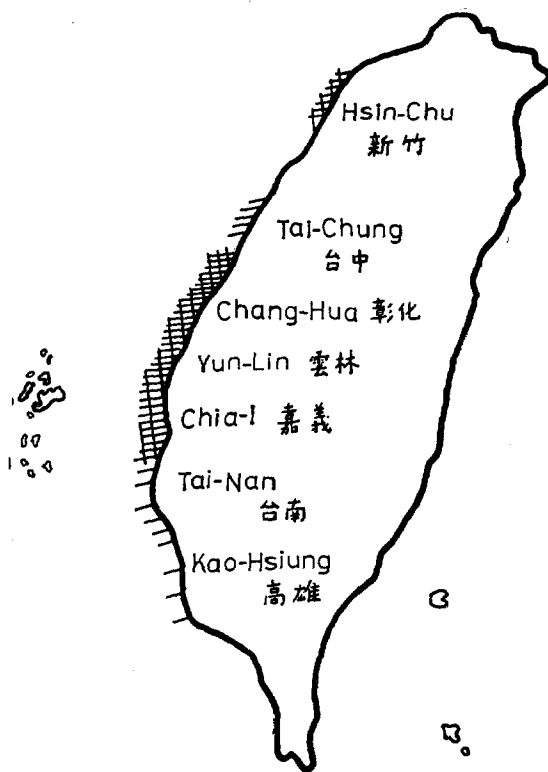 Hsin-Chu
新竹
Tai-Chung
台中
Chang-Hua 彰化
Yun-Lin 雲林
Chia-I 嘉義
Tai-Nan
台南
Kao-Hsiung
高雄